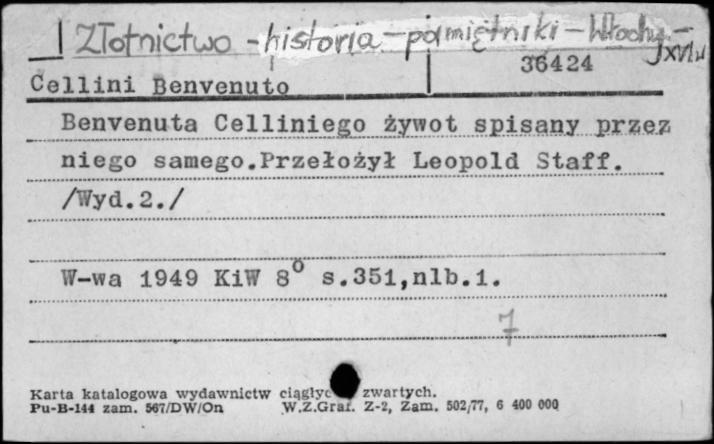 Złotnictwo - historia - pamiętniki - Włochy -
XVI w
36424
Cellini Benvenuto
Benvenuta Celliniego żywot spisany przez
niego samego.Przełożył Leopold Staff.
/Wyd.2./
W-wa 1949 KiW 8° s.351,nlb.1.
7
Karta katalogowa wydawnictw ciągłyc zwartych.
Pu-B-144 zam. 567/DW/On W.Z.Graf. Z-2, Zam. 502/77, 6 400 000